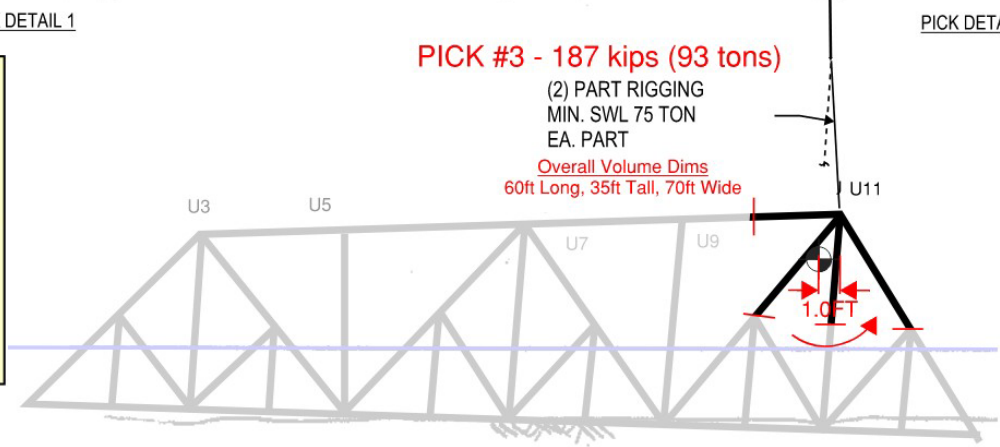 DETAIL 1
PICK DETA
PICK #3 - 187 kips (93 tons)
(2) PART RIGGING
MIN. SWL 75 TON
EA. PART
Overall Volume Dims
60ft Long, 35ft Tall, 70ft Wide
U11
U3
U5
U7
U9
1.0FT